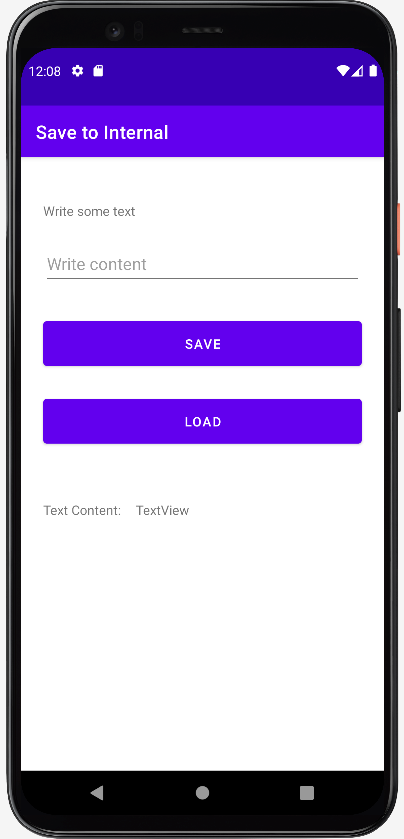 12:08
Save to Internal
Write some text
Write content
SAVE
LOAD
Text Content: TextView